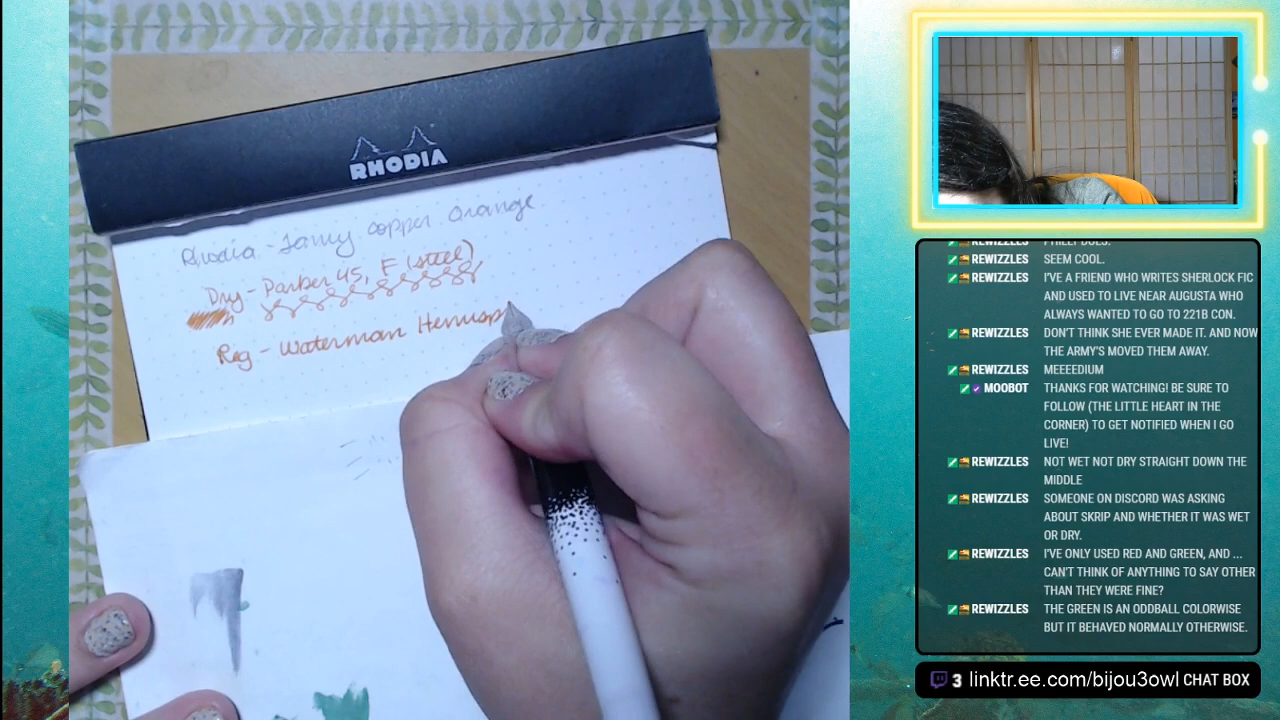 RHODIA
Rhodia - Lamy copper orange
Dry - Parker 45, F (steel)
Reg - Waterman Hemisp
REWIZZLES PHILLY DOES.
REWIZZLES SEEM COOL.
REWIZZLES I'VE A FRIEND WHO WRITES SHERLOCK FIC
AND USED TO LIVE NEAR AUGUSTA WHO
ALWAYS WANTED TO GO TO 221B CON.
REWIZZLES DON'T THINK SHE EVER MADE IT. AND NOW
THE ARMY'S MOVED THEM AWAY.
REWIZZLES MEEEEDIUM
MOOBOT THANKS FOR WATCHING! BE SURE TO
FOLLOW (THE LITTLE HEART IN THE
CORNER) TO GET NOTIFIED WHEN I GO
LIVE!
REWIZZLES NOT WET NOT DRY STRAIGHT DOWN THE
MIDDLE
REWIZZLES SOMEONE ON DISCORD WAS ASKING
ABOUT SKRIP AND WHETHER IT WAS WET
OR DRY.
REWIZZLES I'VE ONLY USED RED AND GREEN, AND ...
CAN'T THINK OF ANYTHING TO SAY OTHER
THAN THEY WERE FINE?
REWIZZLES THE GREEN IS AN ODDBALL COLORWISE
BUT IT BEHAVED NORMALLY OTHERWISE.
3 linktr.ee.com/bijou3owl CHAT BOX